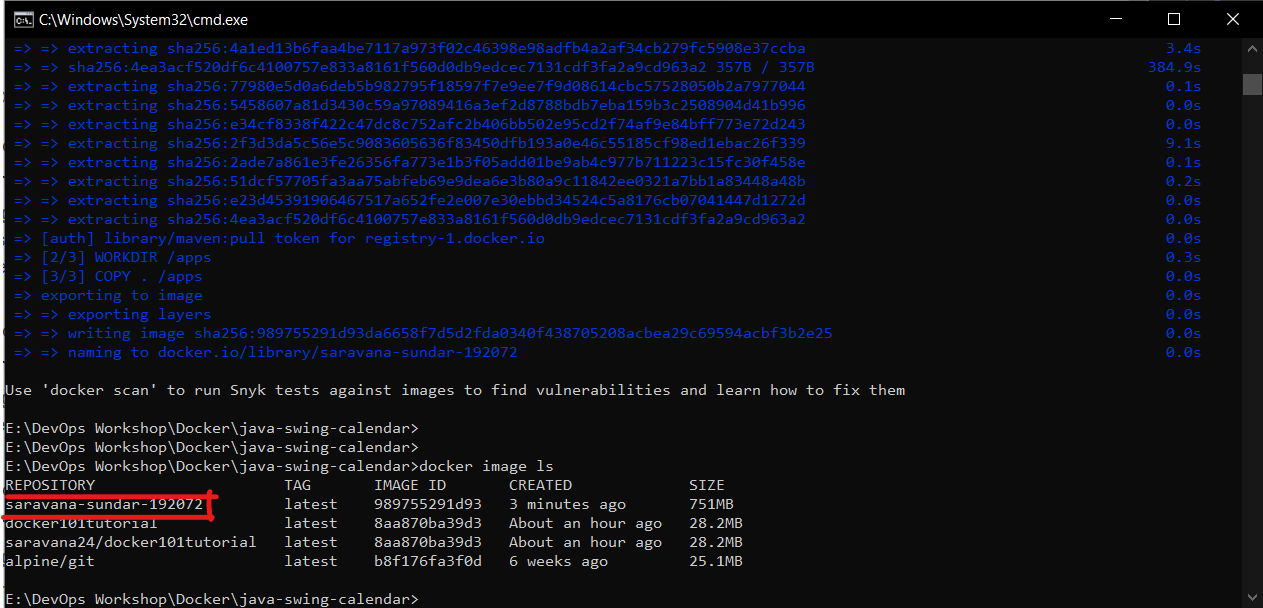 C:\Windows\System32\cmd.exe
=> => extracting sha256:4a1ed13b6faa4be7117a973f02c46398e98adfb4a2af34cb279fc5908e37ccba 3.4s
=> => sha256:4ea3acf520df6c4100757e833a8161f560d0db9edcec7131cdf3fa2a9cd963a2 357B / 357B 384.9s
=> => extracting sha256:77980e5d0a6deb5b982795f18597f7e9ee7f9d08614cbc57528050b2a7977044 0.1s
=> => extracting sha256:5458607a81d3430c59a97089416a3ef2d8788bdb7eba159b3c2508904d41b996 0.0s
=> => extracting sha256:e34cf8338f422c47dc8c752afc2b406bb502e95cd2f74af9e84bff773e72d243 0.0s
=> => extracting sha256:2f3d3da5c56e5c9083605636f83450dfb193a0e46c55185cf98ed1ebac26f339 9.1s
=> => extracting sha256:2ade7a861e3fe26356fa773e1b3f05add01be9ab4c977b711223c15fc30f458e 0.1s
=> => extracting sha256:51dcf57705fa3aa75abfeb69e9dea6e3b80a9c11842ee0321a7bb1a83448a48b 0.2s
=> => extracting sha256:e23d45391906467517a652fe2e007e30ebbd34524c5a8176cb07041447d1272d 0.0s
=> => extracting sha256:4ea3acf520df6c4100757e833a8161f560d0db9edcec7131cdf3fa2a9cd963a2 0.0s
=> [auth] library/maven:pull token for registry-1.docker.io 0.0s
=> [2/3] WORKDIR /apps 0.3s
=> [3/3] COPY . /apps 0.0s
=> exporting to image 0.0s
=> => exporting layers 0.0s
=> => writing image sha256:989755291d93da6658f7d5d2fda0340f438705208acbea29c69594acbf3b2e25 0.0s
=> => naming to docker.io/library/saravana-sundar-192072 0.0s
Use 'docker scan' to run Snyk tests against images to find vulnerabilities and learn how to fix them
E:\DevOps Workshop\Docker\java-swing-calendar>
E:\DevOps Workshop\Docker\java-swing-calendar>
E:\DevOps Workshop\Docker\java-swing-calendar>docker image ls
REPOSITORY TAG IMAGE ID CREATED SIZE
saravana-sundar-192072 latest 989755291d93 3 minutes ago 751MB
docker101tutorial latest 8aa870ba39d3 About an hour ago 28.2MB
saravana24/docker101tutorial latest 8aa870ba39d3 About an hour ago 28.2MB
alpine/git latest b8f176fa3f0d 6 weeks ago 25.1MB
E:\DevOps Workshop\Docker\java-swing-calendar>